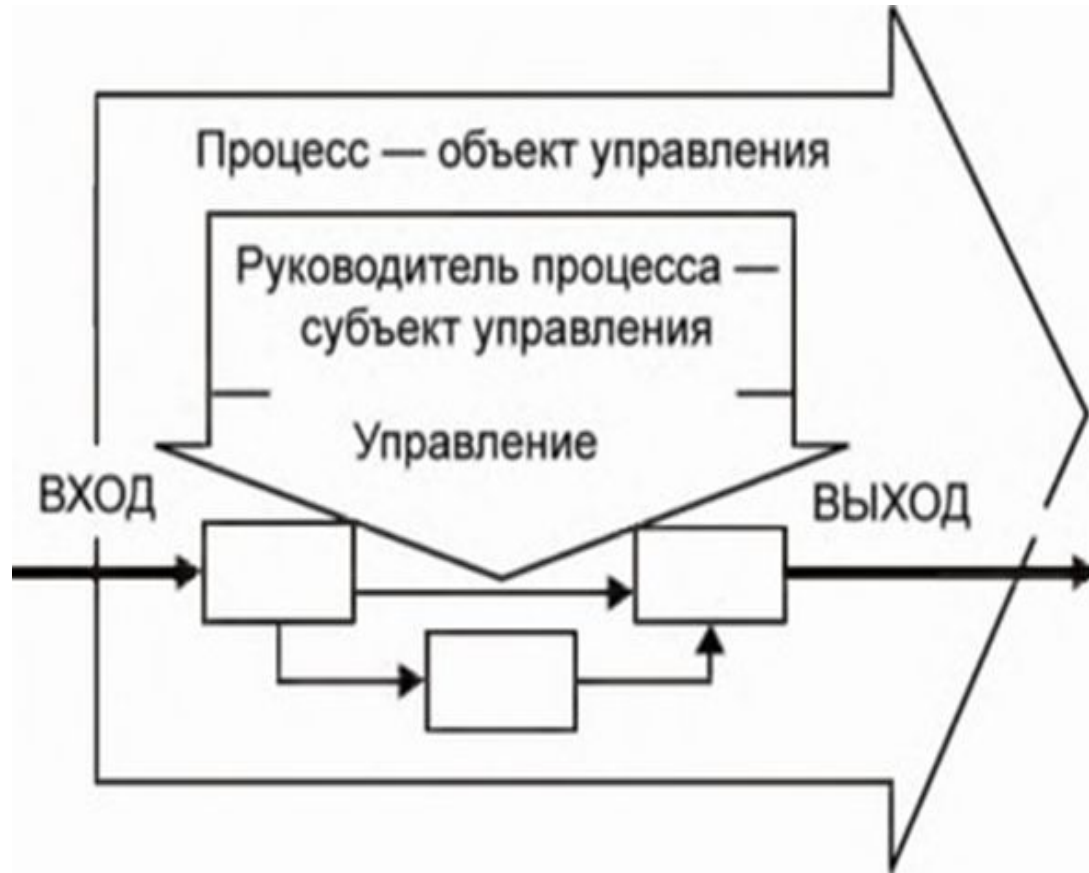 Процесс — объект управления
Руководитель процесса —
субъект управления
Управление
ВХОД
ВЫХОД